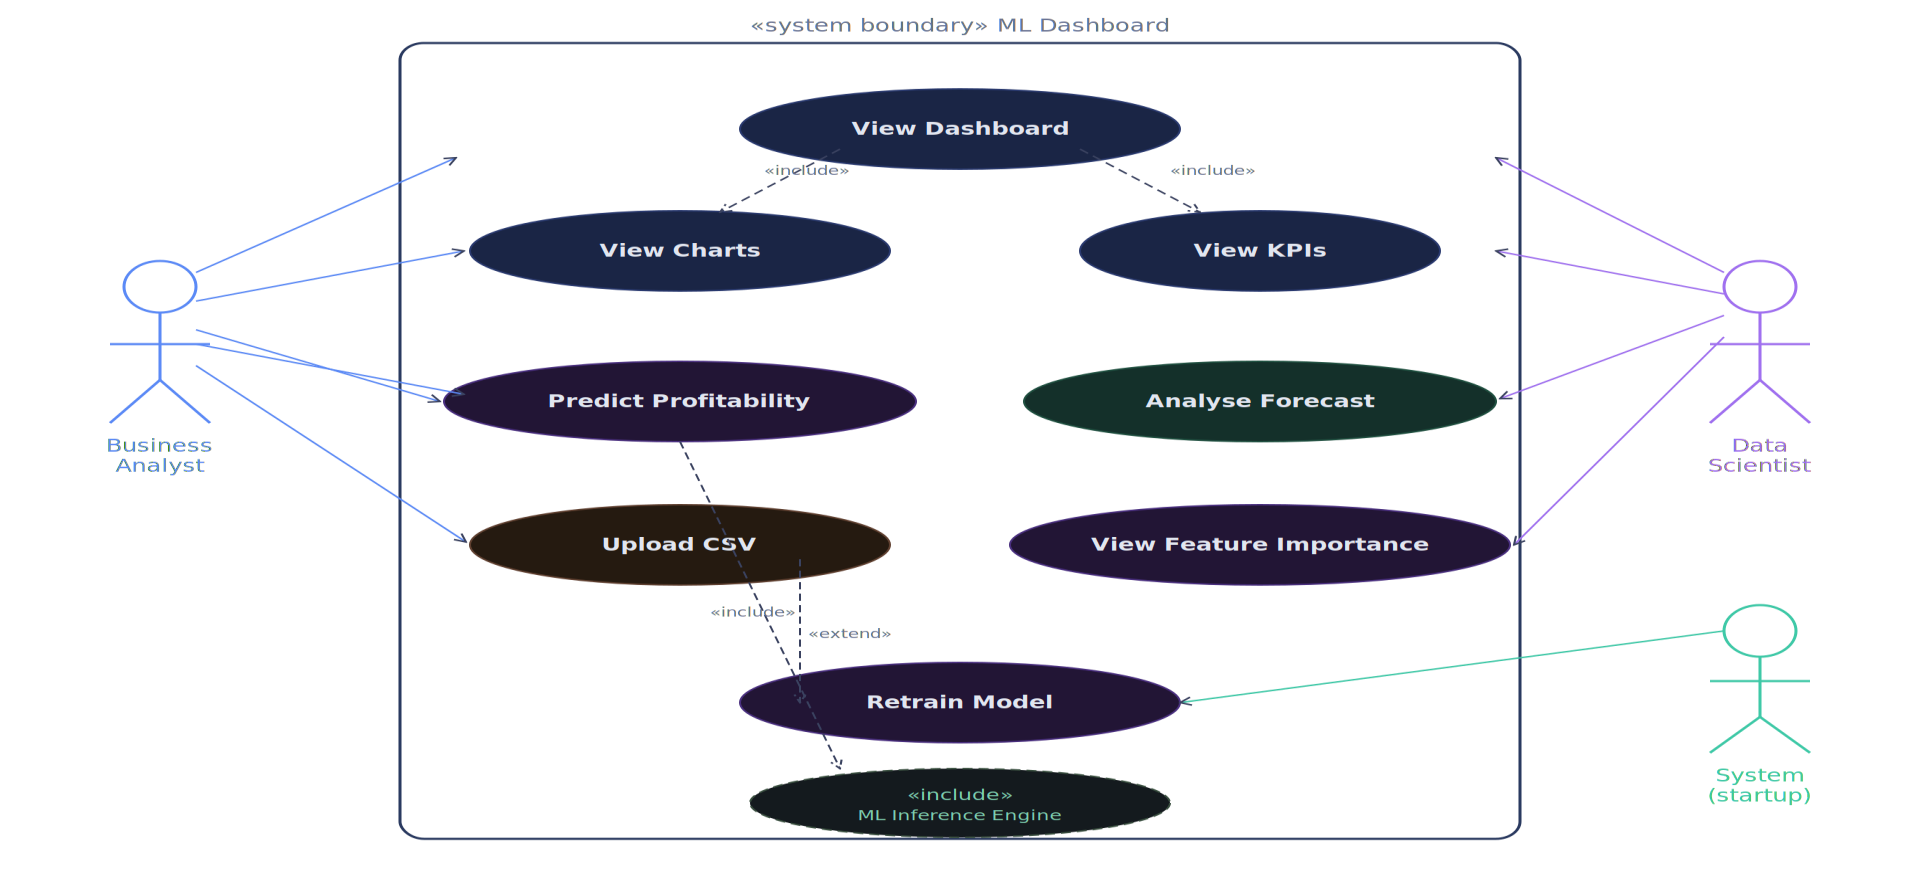 «system boundary» ML Dashboard
View Dashboard
«include»
«include»
View Charts
View KPIs
Predict Profitability
Analyse Forecast
Business
Analyst
Data
Scientist
Upload CSV
View Feature Importance
«include»
«extend»
Retrain Model
System
(startup)
«include»
ML Inference Engine